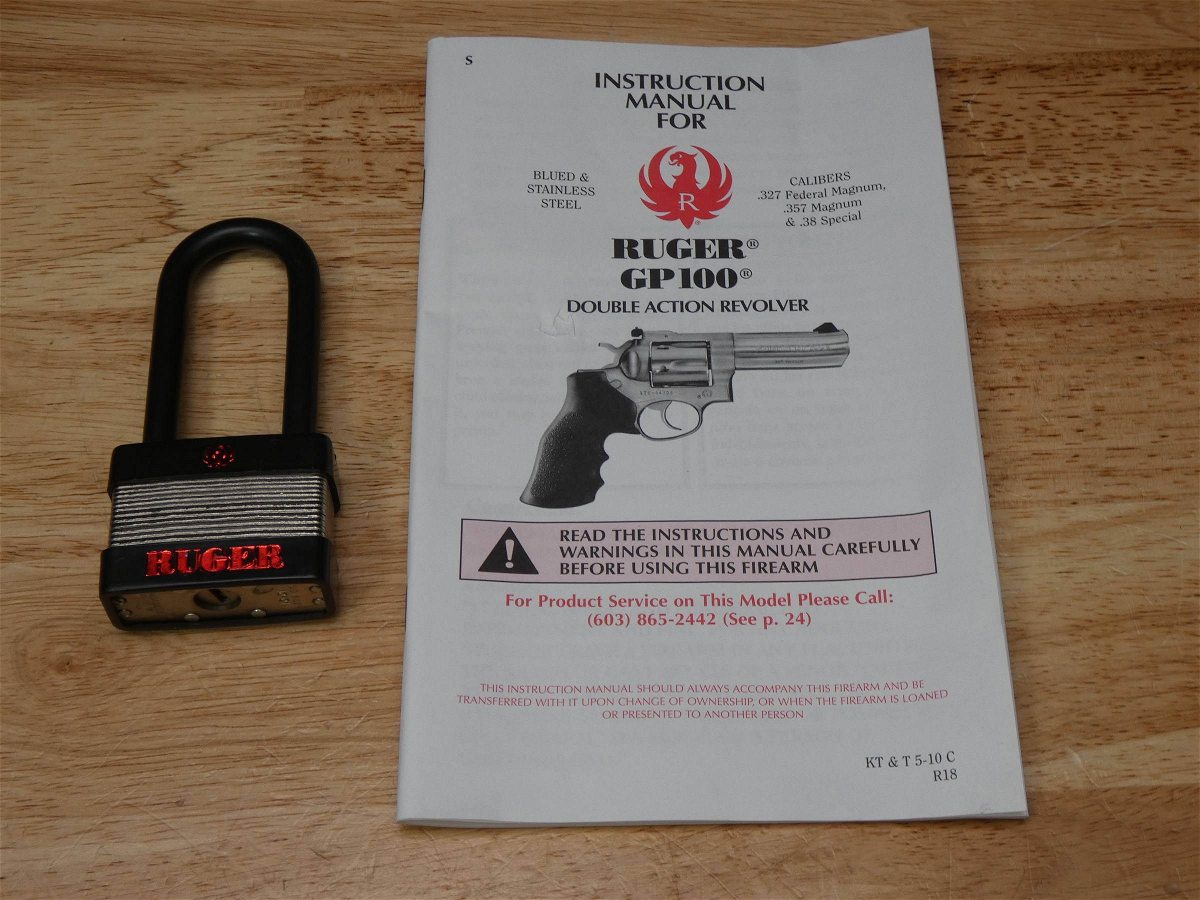 S
INSTRUCTION
MANUAL
FOR
BLUED &
STAINLESS
STEEL
R
®
CALIBERS
.327 Federal Magnum,
.357 Magnum
& .38 Special
RUGER®
GP100®
DOUBLE ACTION REVOLVER
READ THE INSTRUCTIONS AND
WARNINGS IN THIS MANUAL CAREFULLY
BEFORE USING THIS FIREARM
For Product Service on This Model Please Call:
(603) 865-2442 (See p. 24)
THIS INSTRUCTION MANUAL SHOULD ALWAYS ACCOMPANY THIS FIREARM AND BE
TRANSFERRED WITH IT UPON CHANGE OF OWNERSHIP, OR WHEN THE FIREARM IS LOANED
OR PRESENTED TO ANOTHER PERSON
KT & T 5-10 C
R18
RUGER